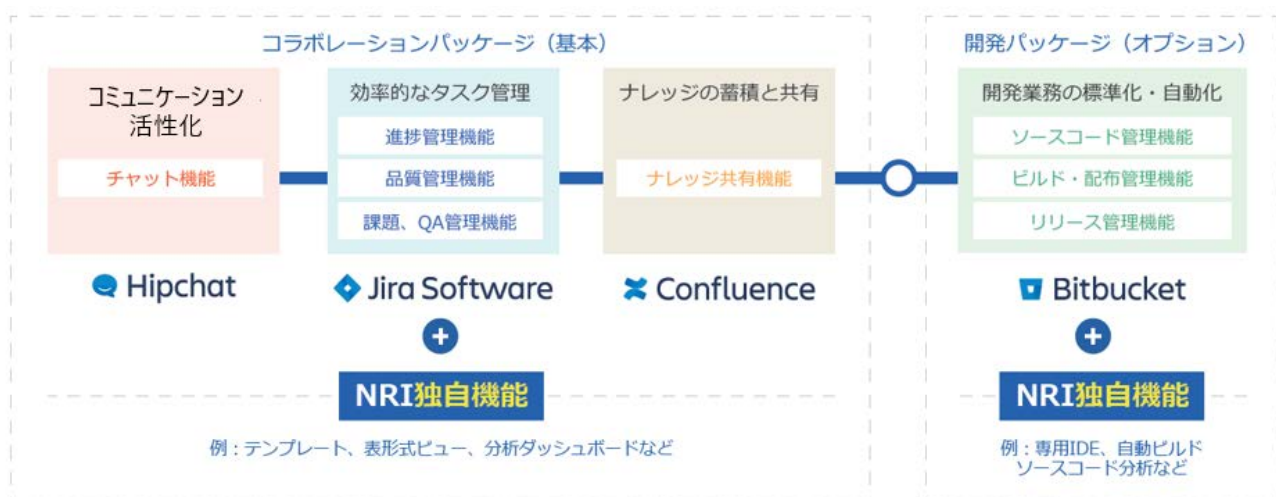 コラボレーションパッケージ（基本）
コミュニケーション
活性化
チャット機能
Hipchat
効率的なタスク管理
進捗管理機能
品質管理機能
課題、QA管理機能
Jira Software
ナレッジの蓄積と共有
ナレッジ共有機能
Confluence
NRI独自機能
例：テンプレート、表形式ビュー、分析ダッシュボードなど
開発パッケージ（オプション）
開発業務の標準化・自動化
ソースコード管理機能
ビルド・配布管理機能
リリース管理機能
Bitbucket
NRI独自機能
例：専用IDE、自動ビルド
ソースコード分析など